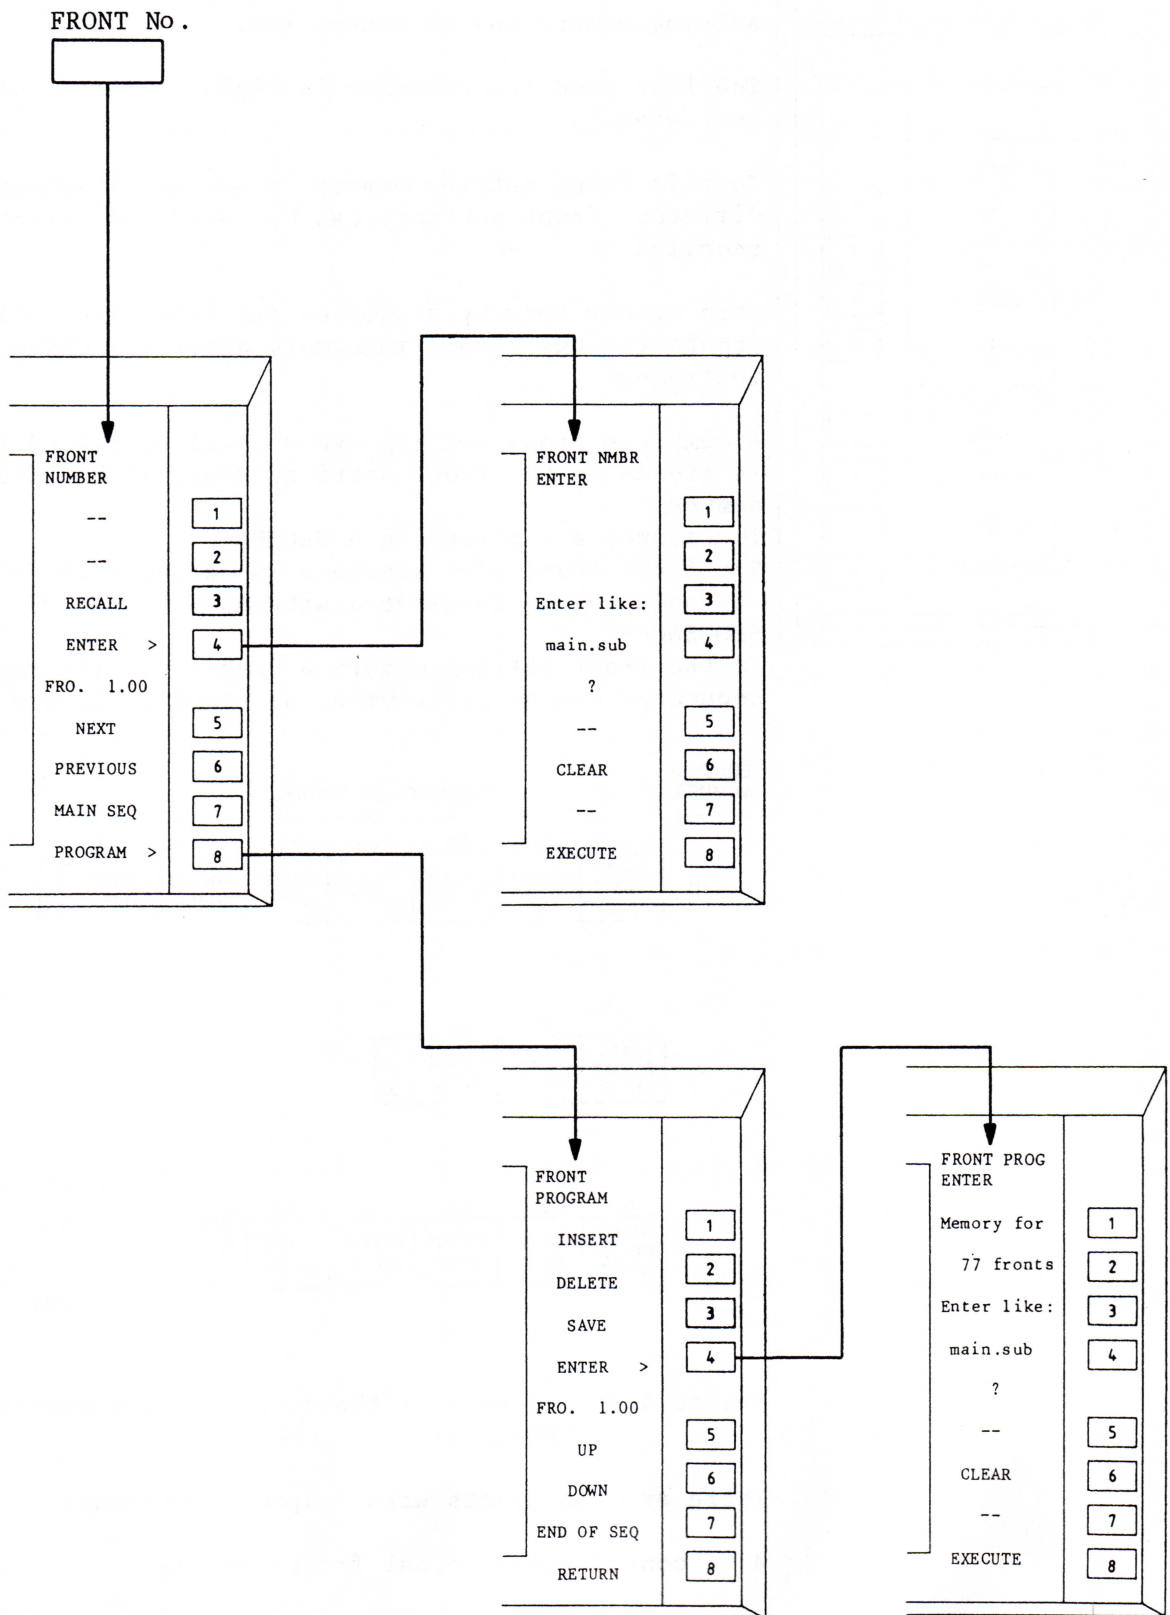 FRONT No.
FRONT
NUMBER
-- 1
-- 2
RECALL 3
ENTER > 4
FRO. 1.00
NEXT 5
PREVIOUS 6
MAIN SEQ 7
PROGRAM > 8
FRONT NMBR
ENTER
1
2
Enter like: 3
main.sub 4
?
-- 5
CLEAR 6
-- 7
EXECUTE 8
FRONT
PROGRAM
INSERT 1
DELETE 2
SAVE 3
ENTER > 4
FRO. 1.00
UP 5
DOWN 6
END OF SEQ 7
RETURN 8
FRONT PROG
ENTER
Memory for 1
77 fronts 2
Enter like: 3
main.sub 4
?
-- 5
CLEAR 6
-- 7
EXECUTE 8